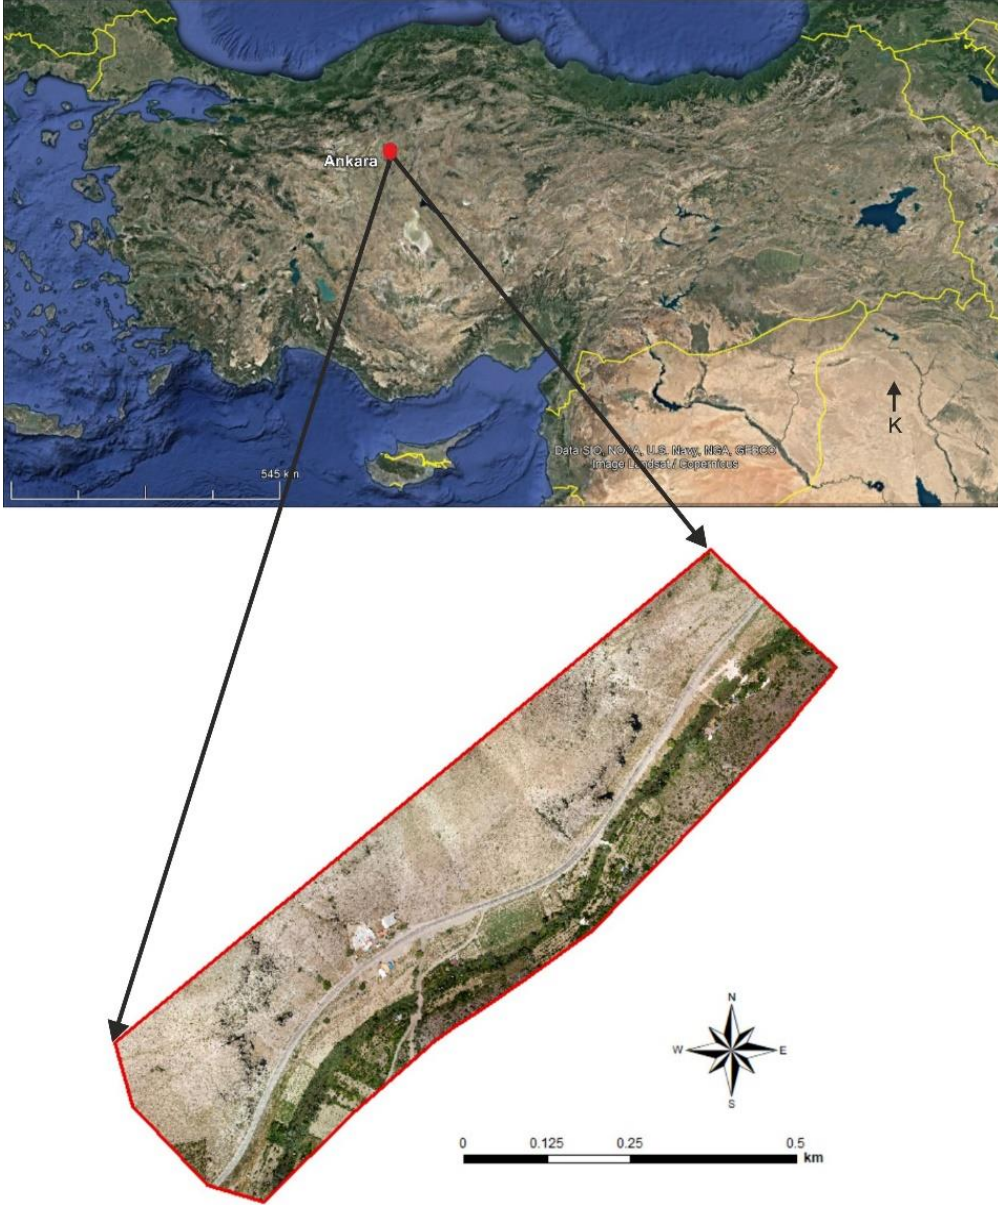 Ankara
K
Data SIO, NOAA, U.S. Navy, NGA, GEBCO
Image Landsat / Copernicus
545 km
N
W
E
S
0 0.125 0.25 0.5
km